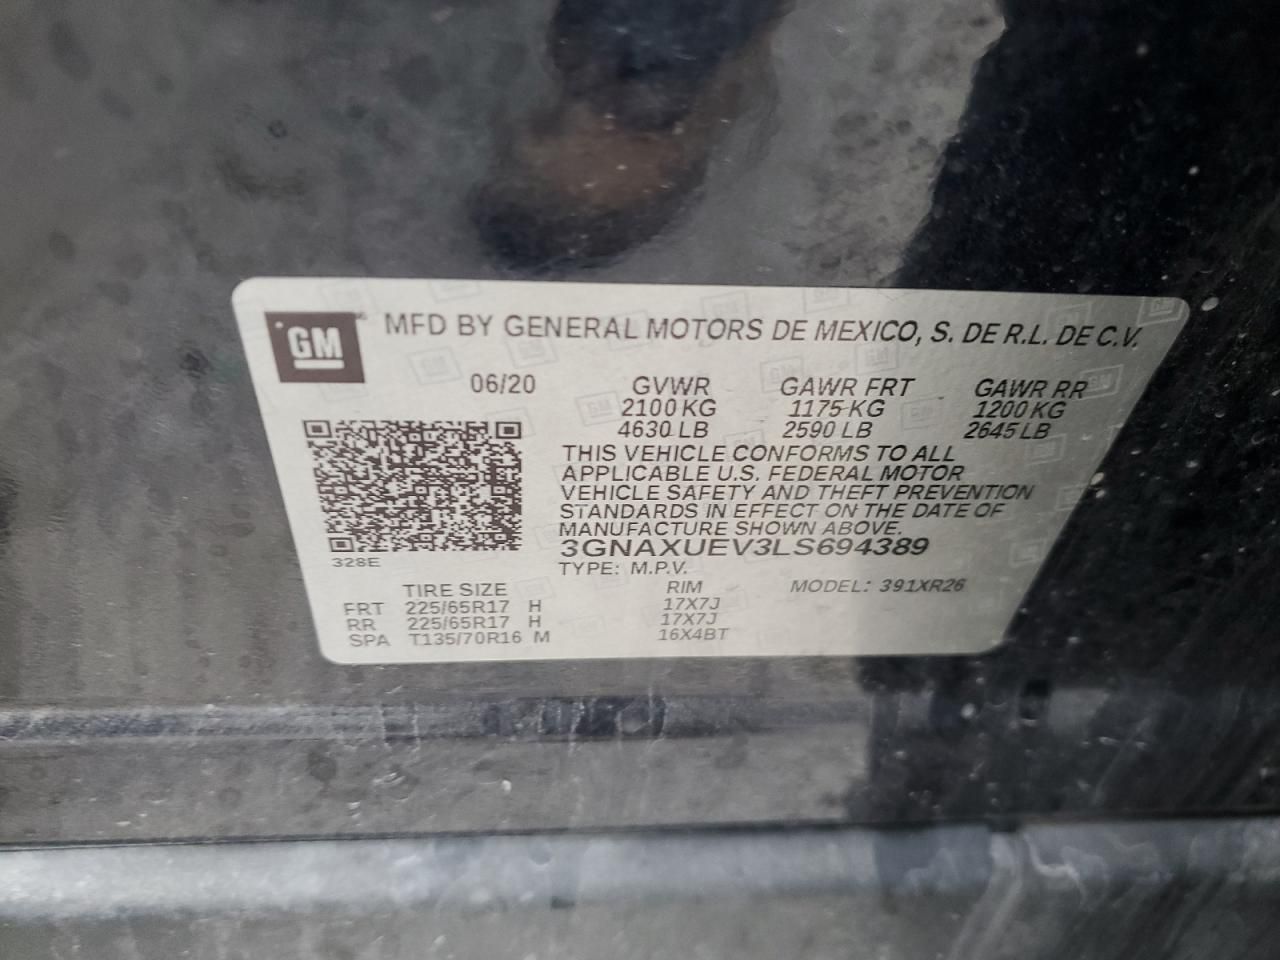 GM
MFD BY GENERAL MOTORS DE MEXICO, S. DE R.L. DE C.V.
06/20 GVWR GAWR FRT GAWR RR
2100 KG 1175 KG 1200 KG
4630 LB 2590 LB 2645 LB
THIS VEHICLE CONFORMS TO ALL
APPLICABLE U.S. FEDERAL MOTOR
VEHICLE SAFETY AND THEFT PREVENTION
STANDARDS IN EFFECT ON THE DATE OF
MANUFACTURE SHOWN ABOVE.
3GNAXUEV3LS694389
328E
TYPE: M.P.V.
TIRE SIZE RIM MODEL: 391XR26
FRT 225/65R17 H 17X7J
RR 225/65R17 H 17X7J
SPA T135/70R16 M 16X4BT